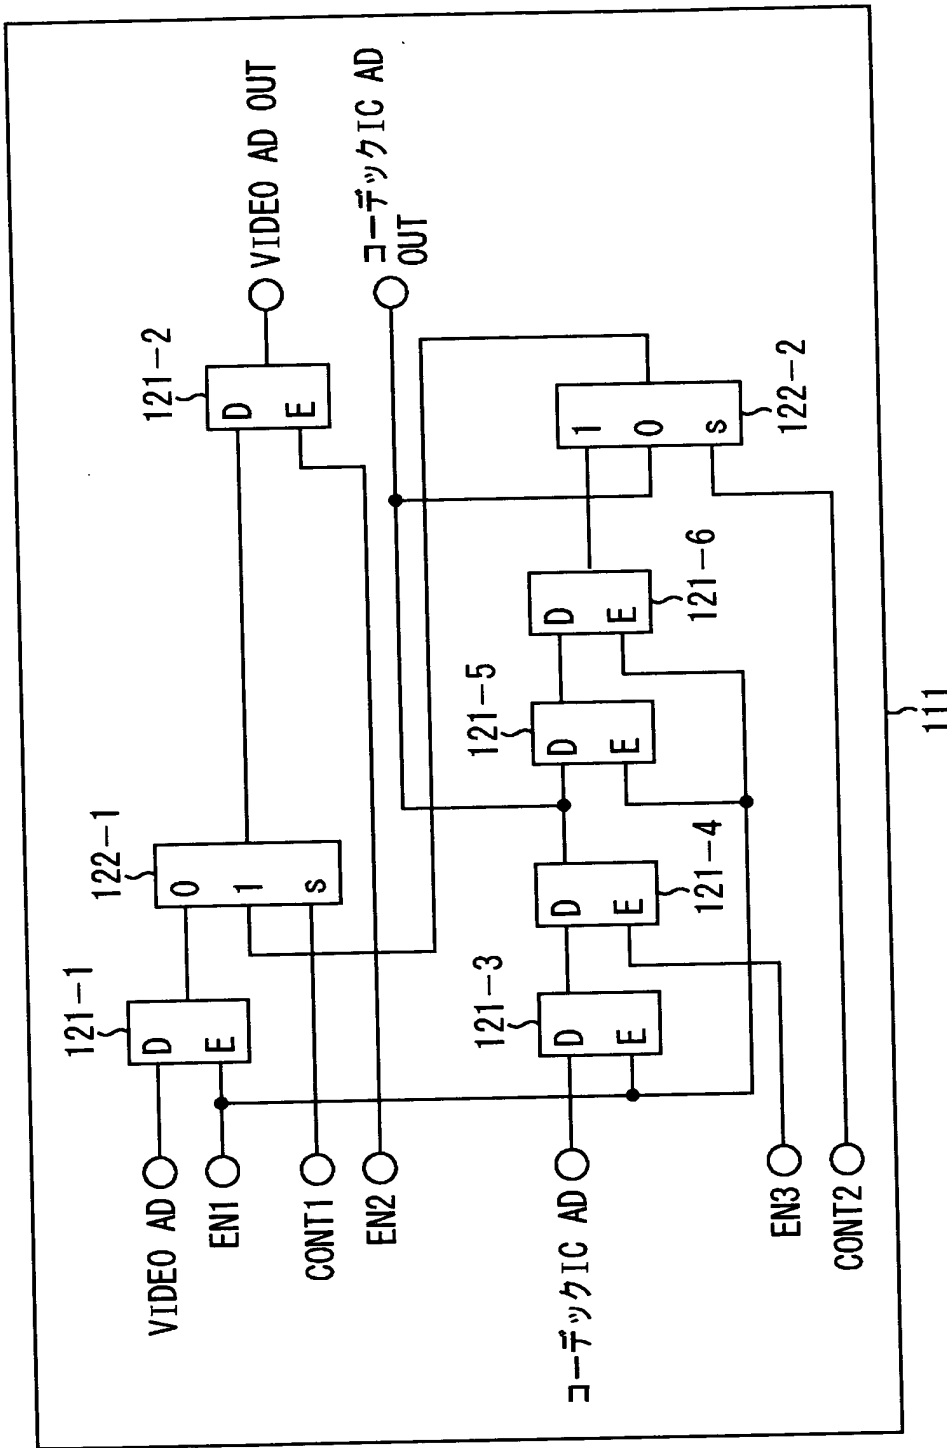 VIDEO AD
EN1
CONT1
EN2
コーデックIC AD
EN3
CONT2
121-1
D
E
122-1
0
1
s
121-2
D
E
VIDEO AD OUT
コーデックIC AD
OUT
121-3
D
E
121-4
D
E
121-5
D
E
121-6
D
E
122-2
1
0
s
111